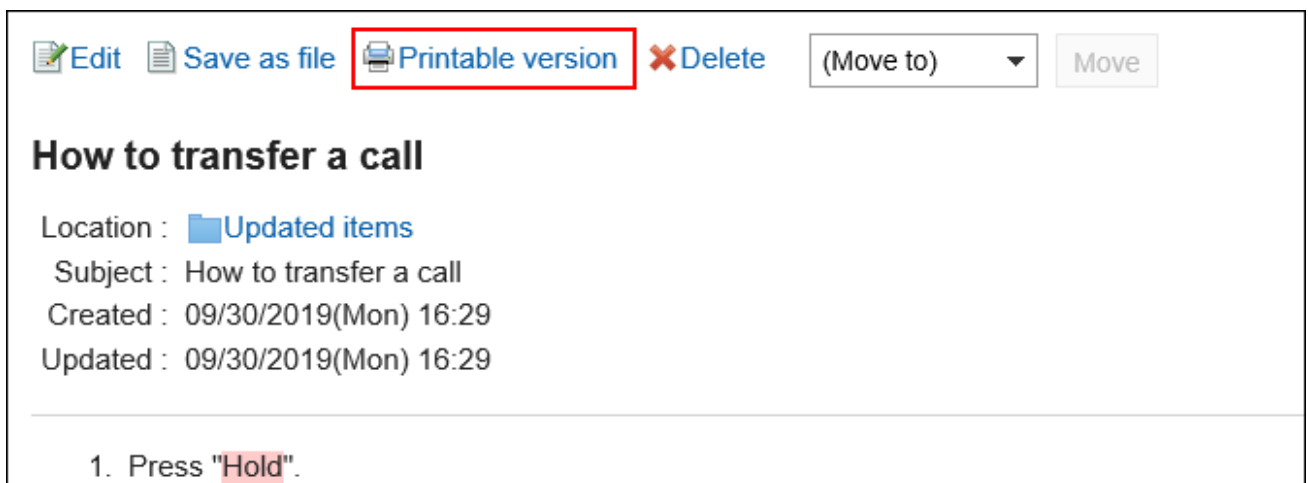 Edit Save as file Printable version Delete (Move to) Move
How to transfer a call
Location : Updated items
Subject : How to transfer a call
Created : 09/30/2019(Mon) 16:29
Updated : 09/30/2019(Mon) 16:29
1. Press "Hold".